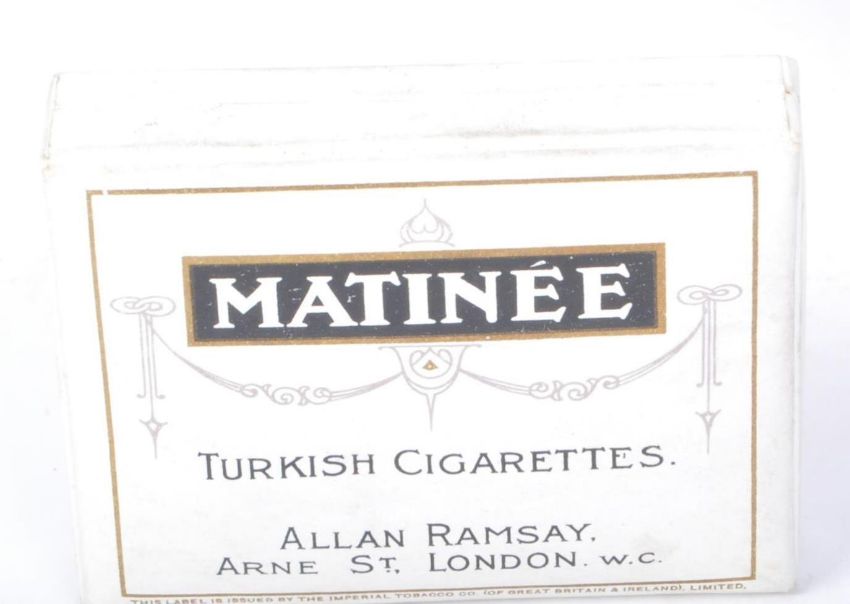 MATINÉE
TURKISH CIGARETTES.
ALLAN RAMSAY.
ARNE ST, LONDON. W.C.
THIS LABEL IS ISSUED BY THE IMPERIAL TOBACCO CO. (OF GREAT BRITAIN & IRELAND), LIMITED.